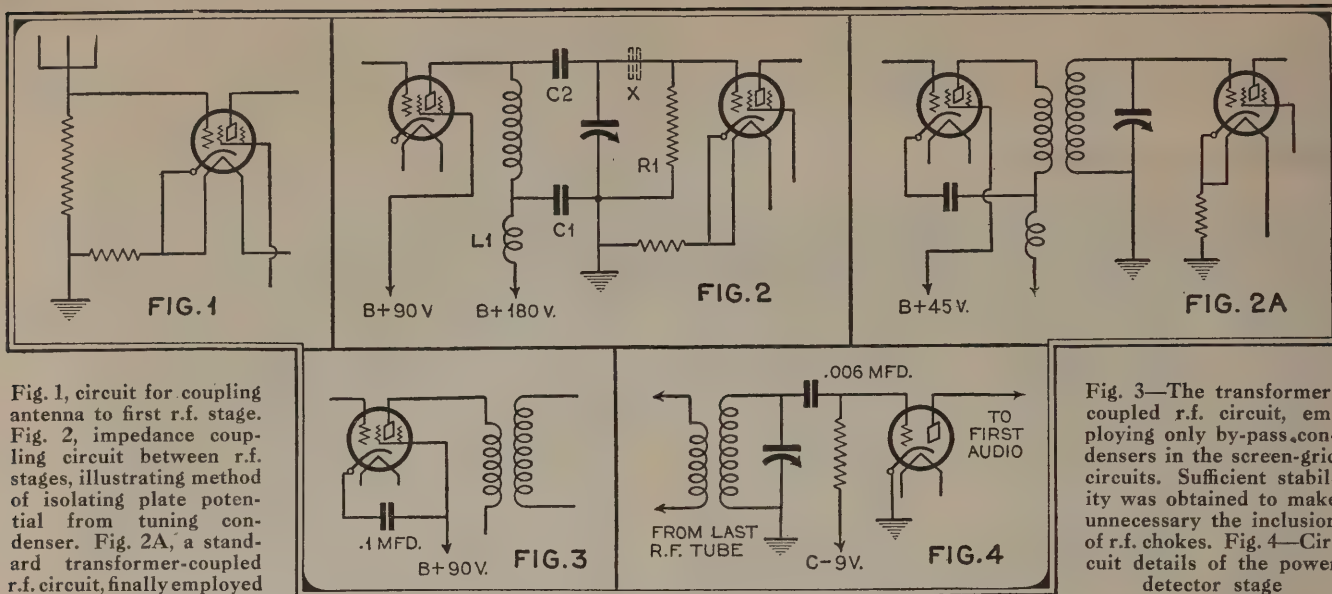 C2
X
R1
L1
C1
FIG. 1
B+90 V
B+180 V.
FIG. 2
B+45 V.
FIG. 2A
Fig. 1, circuit for coupling
antenna to first r.f. stage.
Fig. 2, impedance coup-
ling circuit between r.f.
stages, illustrating method
of isolating plate poten-
tial from tuning con-
denser. Fig. 2A, a stand-
ard transformer-coupled
r.f. circuit, finally employed
.1 MFD.
B+90V.
FIG. 3
.006 MFD.
TO
FIRST
AUDIO
FROM LAST
R.F. TUBE
C-9V.
FIG. 4
Fig. 3—The transformer
coupled r.f. circuit, em-
ploying only by-pass con-
densers in the screen-grid
circuits. Sufficient stabil-
ity was obtained to make
unnecessary the inclusion
of r.f. chokes. Fig. 4—Cir-
cuit details of the power
detector stage